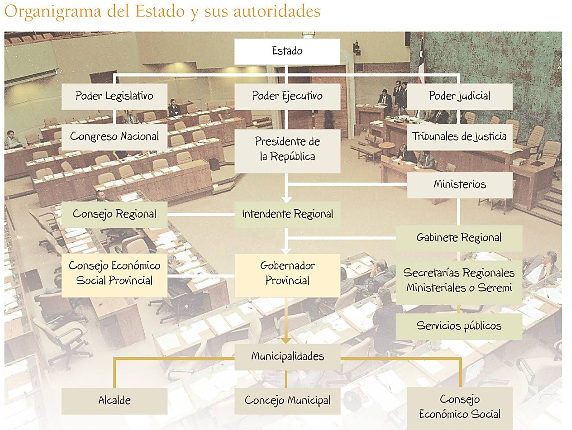 Organigrama del Estado y sus autoridades
Estado
Poder Legislativo
Poder Ejecutivo
Poder judicial
Congreso Nacional
Presidente de
la República
Tribunales de justicia
Ministerios
Consejo Regional
Intendente Regional
Gabinete Regional
Consejo Económico
Social Provincial
Gobernador
Provincial
Secretarías Regionales
Ministeriales o Seremi
Servicios públicos
Municipalidades
Alcalde
Concejo Municipal
Consejo
Económico Social